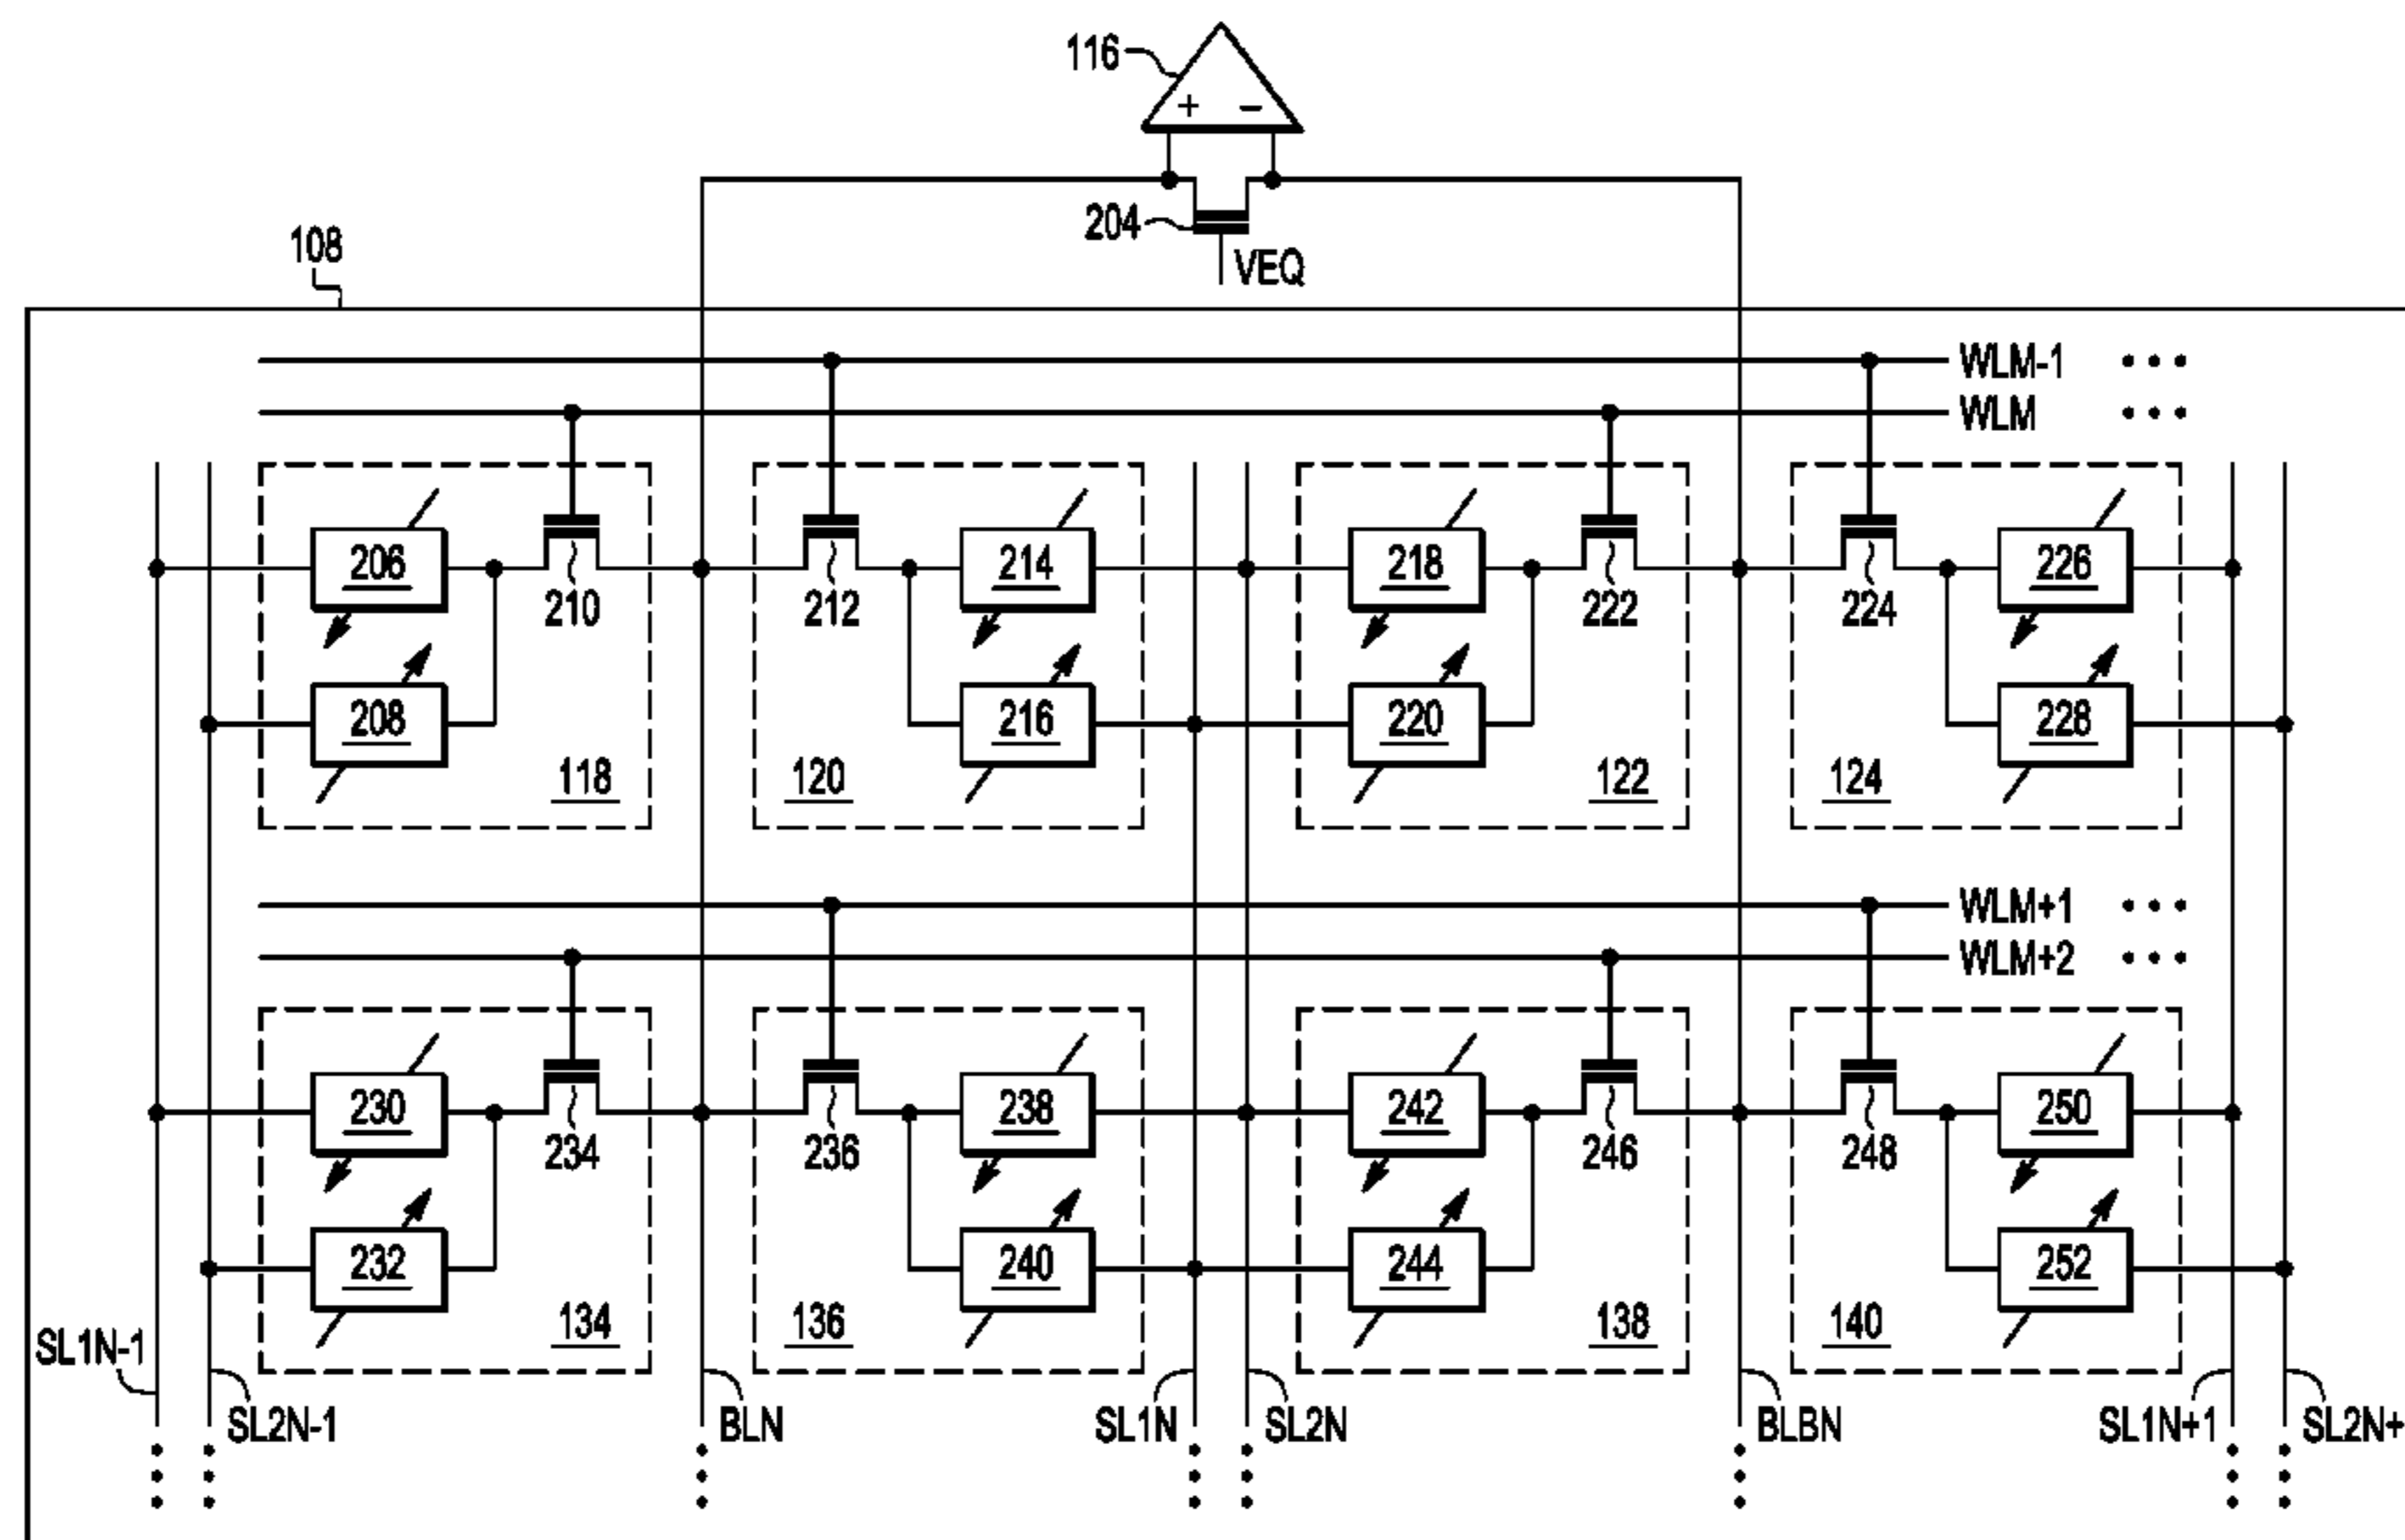 116
+ −
204
VEQ
108
WLM-1
WLM
206 210 212 214 218 222 224 226
208 216 220 228
118 120 122 124
WLM+1
WLM+2
230 234 236 238 242 246 248 250
232 240 244 252
134 136 138 140
SL1N-1
SL2N-1 BLN SL1N SL2N BLBN SL1N+1 SL2N+